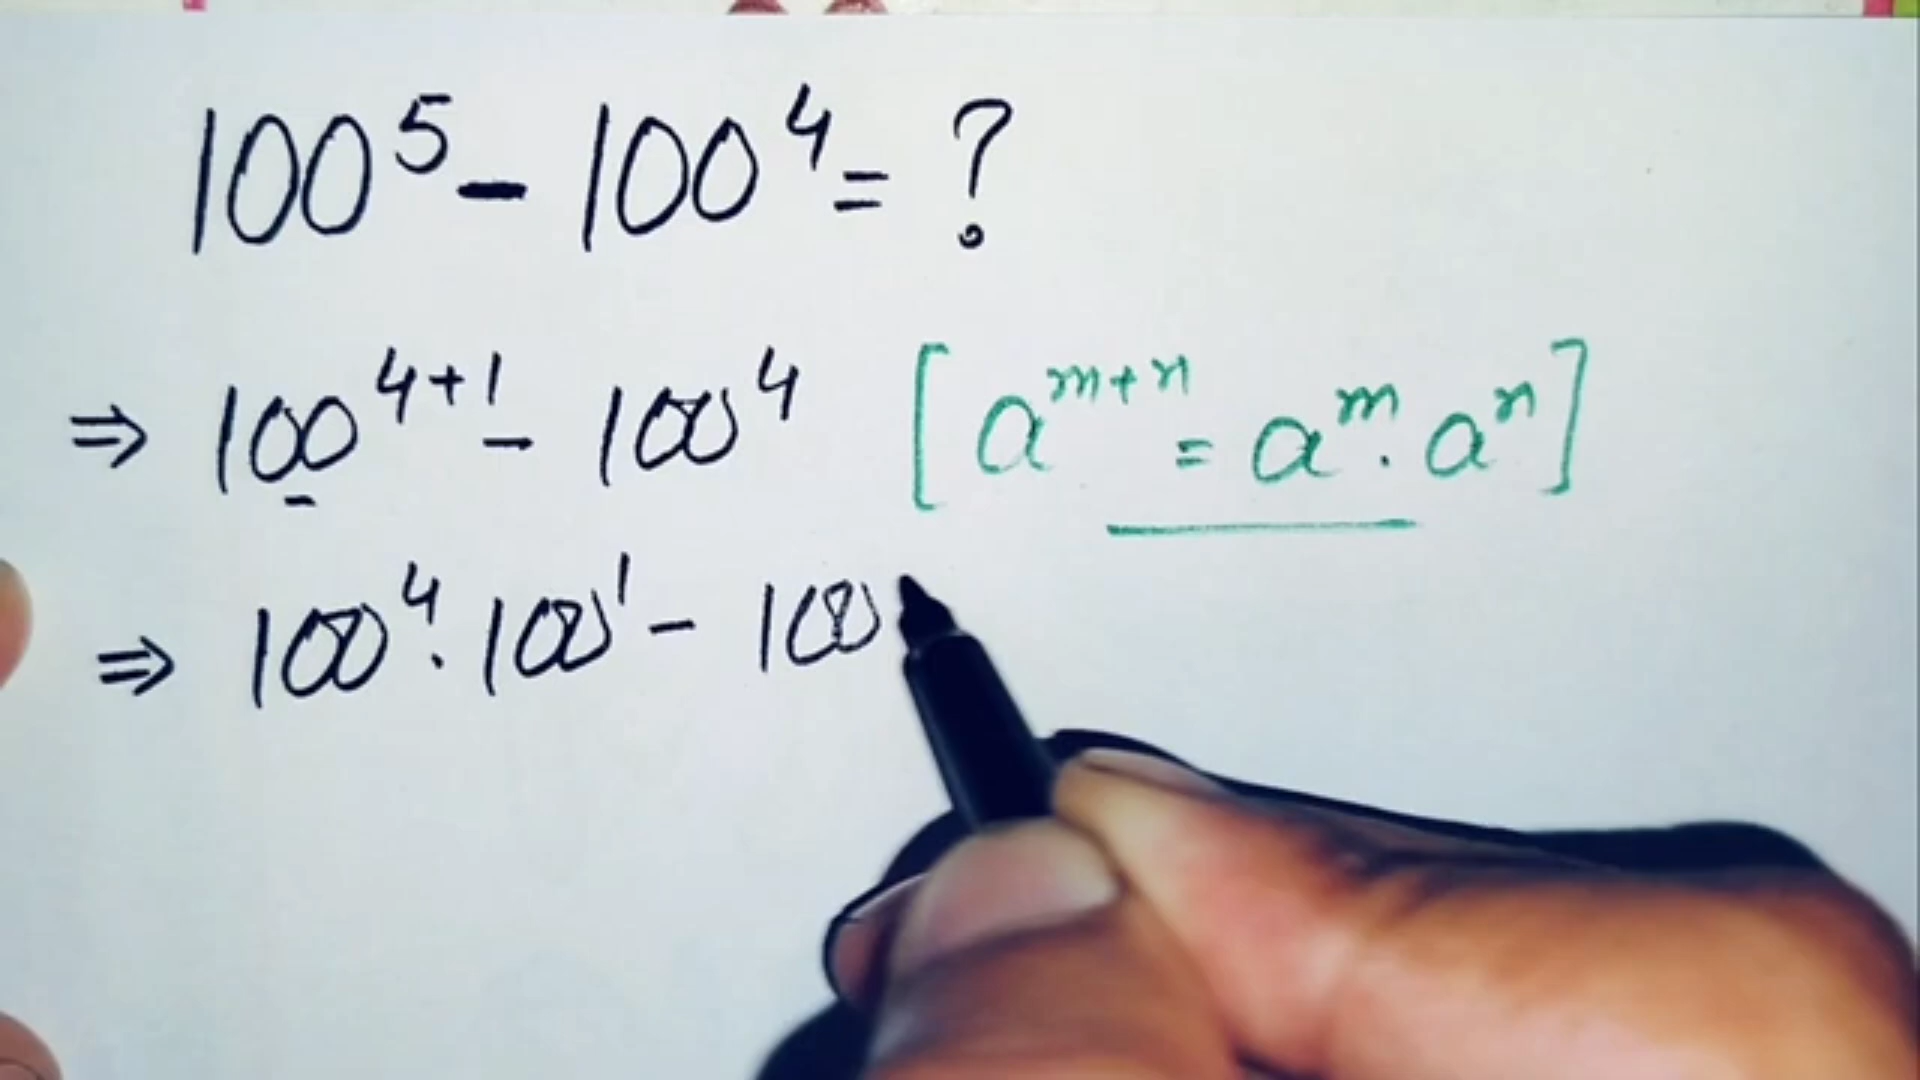 100⁵ - 100⁴ = ?
⇒ 100⁴⁺¹ - 100⁴ [aᵐ⁺ⁿ = aᵐ . aⁿ]
⇒ 100⁴ . 100¹ - 100